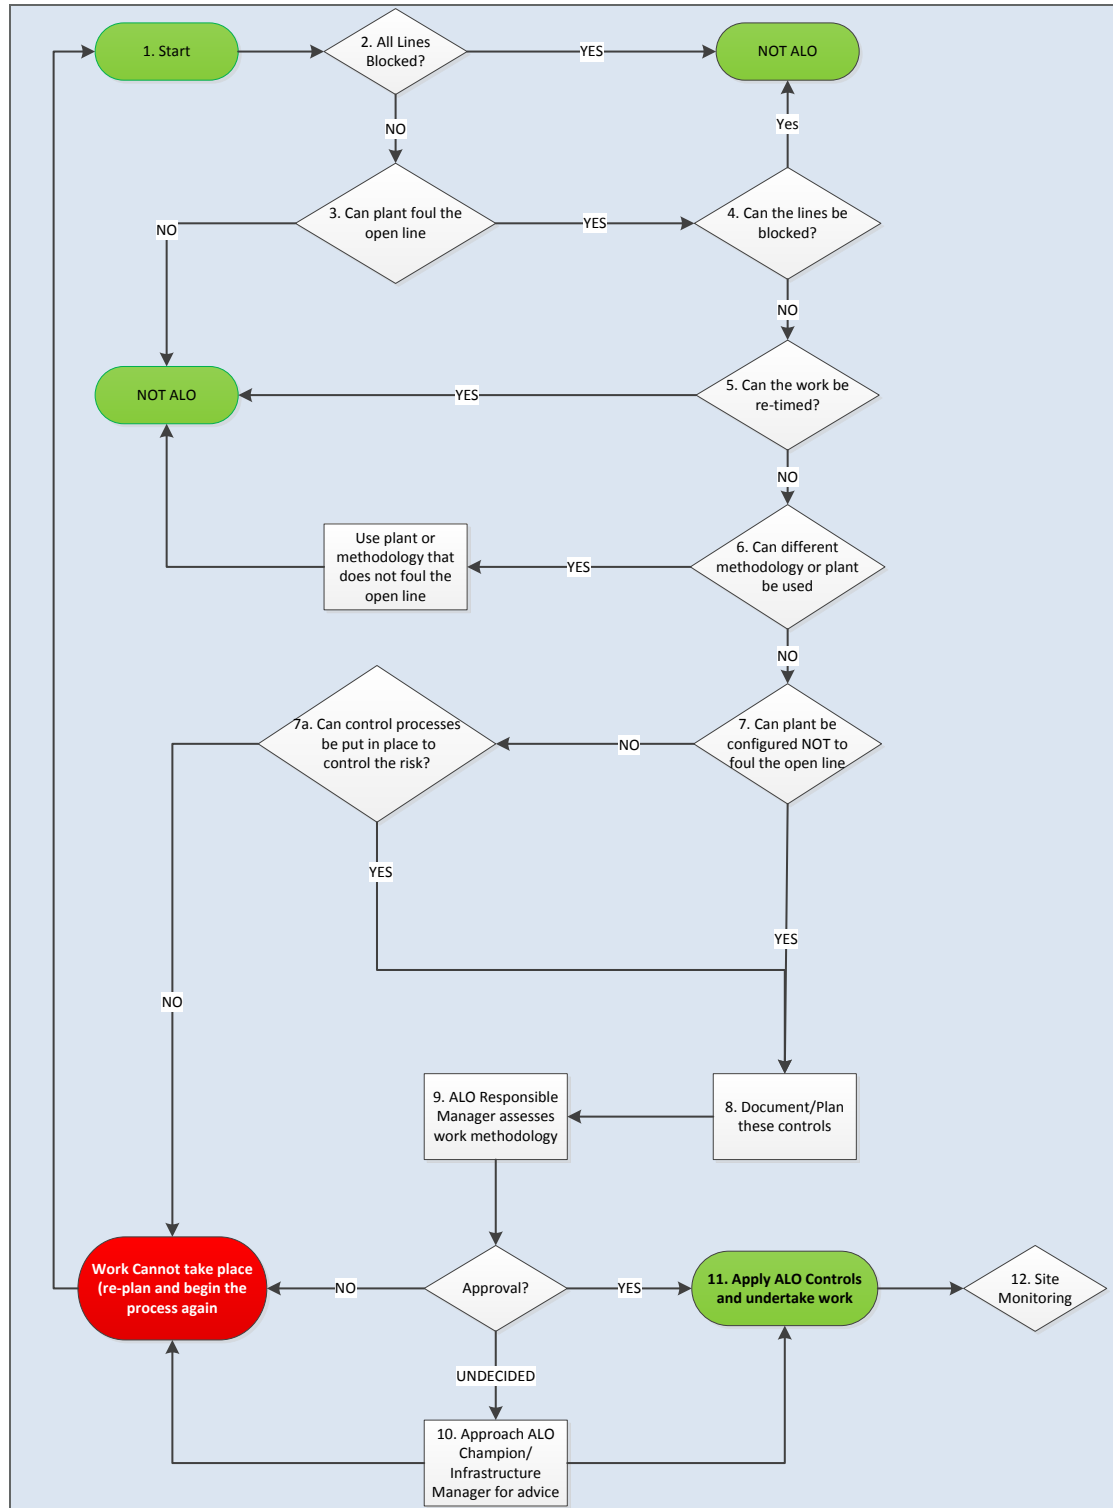 1. Start
2. All Lines
Blocked?
YES
NOT ALO
NO
Yes
3. Can plant foul the
open line
YES
4. Can the lines be
blocked?
NO
NO
NOT ALO
YES
5. Can the work be
re-timed?
NO
Use plant or
methodology that
does not foul the
open line
YES
6. Can different
methodology or plant
be used
NO
7a. Can control processes
be put in place to
control the risk?
NO
7. Can plant be
configured NOT to
foul the open line
YES
YES
NO
9. ALO Responsible
Manager assesses
work methodology
8. Document/Plan
these controls
Work Cannot take place
(re-plan and begin the
process again
NO
Approval?
YES
11. Apply ALO Controls
and undertake work
12. Site
Monitoring
UNDECIDED
10. Approach ALO
Champion/
Infrastructure
Manager for advice